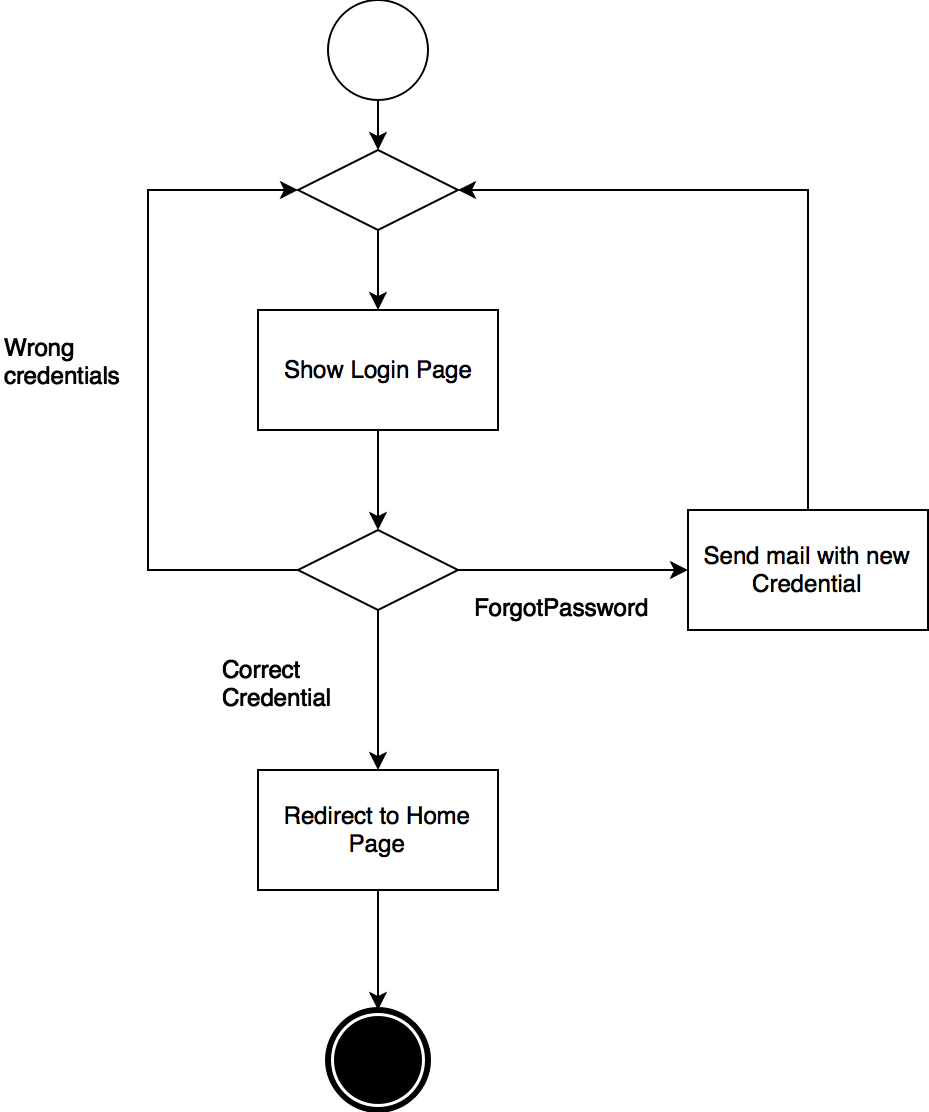 Wrong
credentials
Show Login Page
Send mail with new
Credential
ForgotPassword
Correct
Credential
Redirect to Home
Page